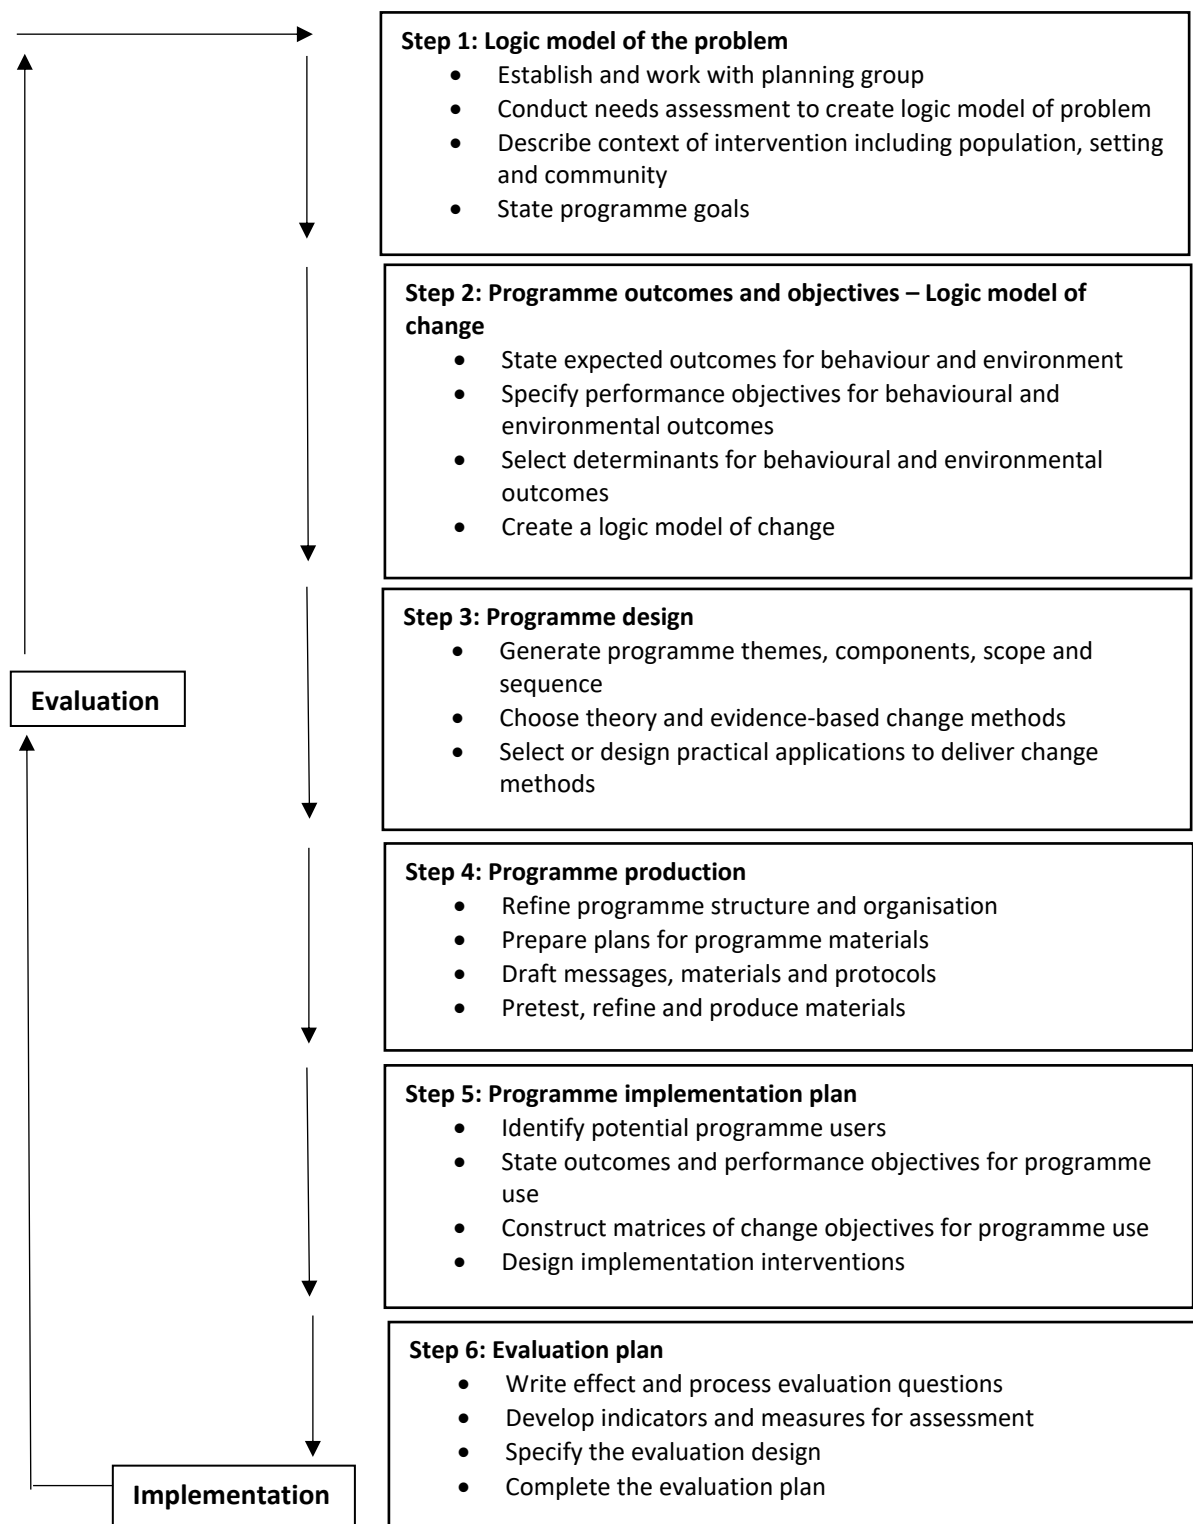 Step 1: Logic model of the problem
• Establish and work with planning group
• Conduct needs assessment to create logic model of problem
• Describe context of intervention including population, setting
and community
• State programme goals
Step 2: Programme outcomes and objectives – Logic model of
change
• State expected outcomes for behaviour and environment
• Specify performance objectives for behavioural and
environmental outcomes
• Select determinants for behavioural and environmental
outcomes
• Create a logic model of change
Step 3: Programme design
• Generate programme themes, components, scope and
sequence
• Choose theory and evidence-based change methods
• Select or design practical applications to deliver change
methods
Evaluation
Step 4: Programme production
• Refine programme structure and organisation
• Prepare plans for programme materials
• Draft messages, materials and protocols
• Pretest, refine and produce materials
Step 5: Programme implementation plan
• Identify potential programme users
• State outcomes and performance objectives for programme
use
• Construct matrices of change objectives for programme use
• Design implementation interventions
Step 6: Evaluation plan
• Write effect and process evaluation questions
• Develop indicators and measures for assessment
• Specify the evaluation design
• Complete the evaluation plan
Implementation